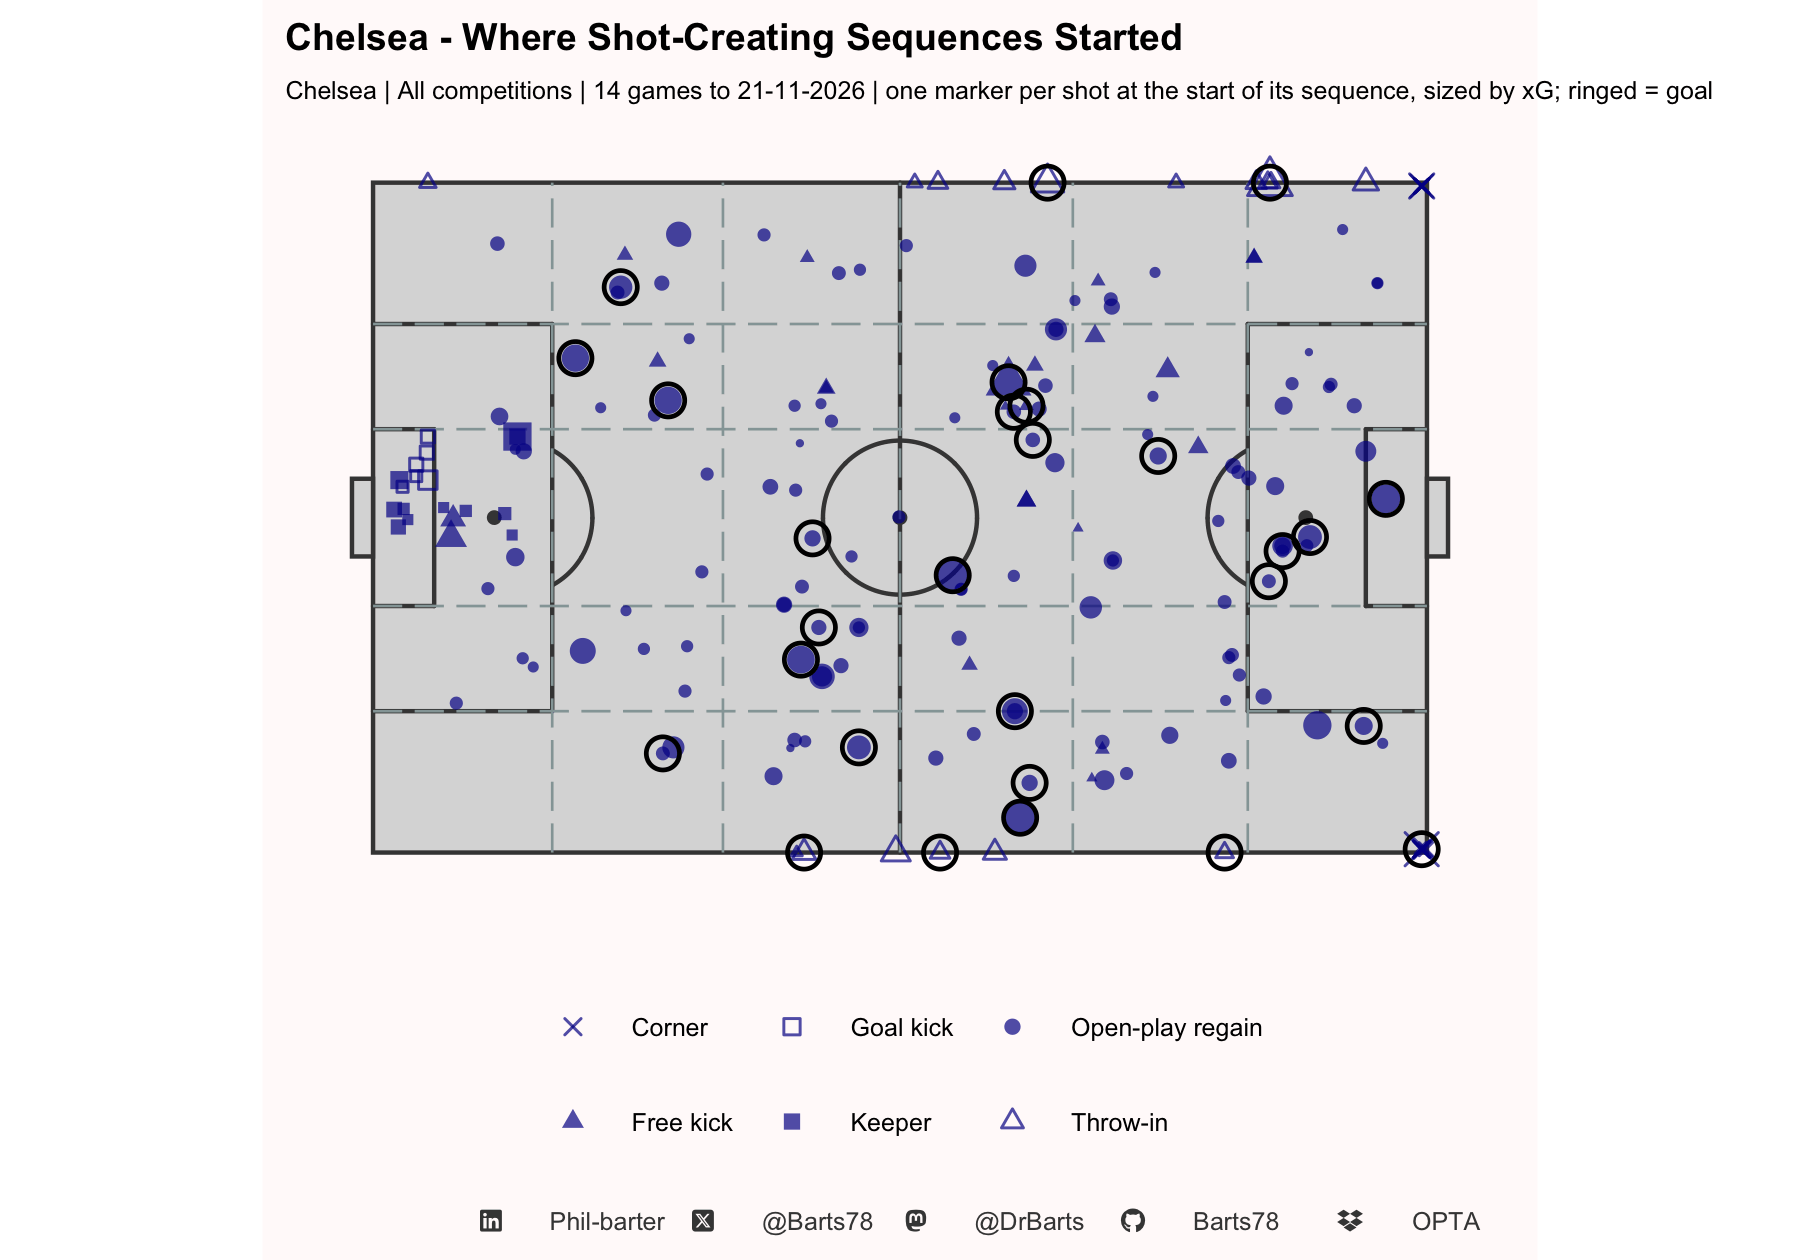 Chelsea - Where Shot-Creating Sequences Started
Chelsea | All competitions | 14 games to 21-11-2026 | one marker per shot at the start of its sequence, sized by xG; ringed = goal
Corner
Goal kick
Open-play regain
Free kick
Keeper
Throw-in
Phil-barter
@Barts78
@DrBarts
Barts78
OPTA